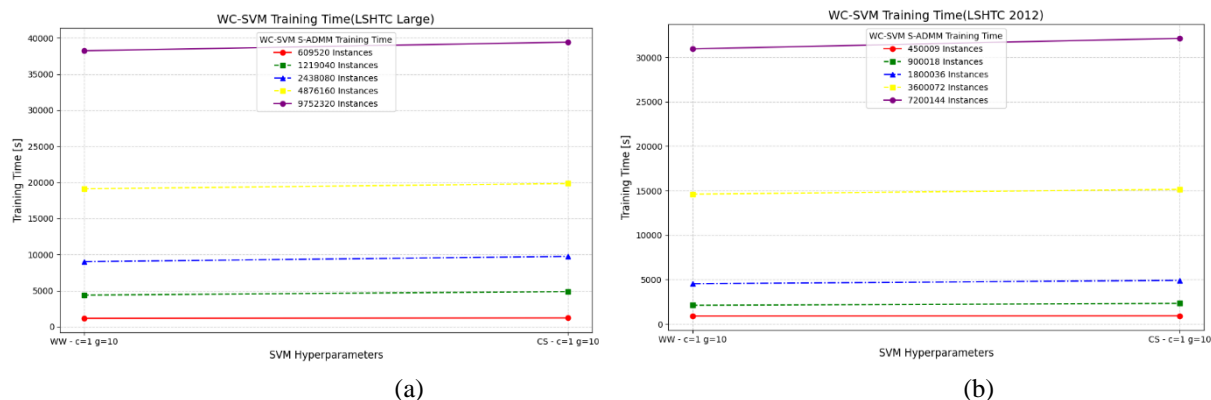 WC-SVM Training Time(LSHTC Large)
WC-SVM S-ADMM Training Time
609520 Instances
1219040 Instances
2438080 Instances
4876160 Instances
9752320 Instances
40000
35000
30000
25000
20000
15000
10000
5000
0
Training Time [s]
WW - c=1 g=10
CS - c=1 g=10
SVM Hyperparameters
(a)
WC-SVM Training Time(LSHTC 2012)
WC-SVM S-ADMM Training Time
450009 Instances
900018 Instances
1800036 Instances
3600072 Instances
7200144 Instances
30000
25000
20000
15000
10000
5000
0
Training Time [s]
WW - c=1 g=10
CS - c=1 g=10
SVM Hyperparameters
(b)